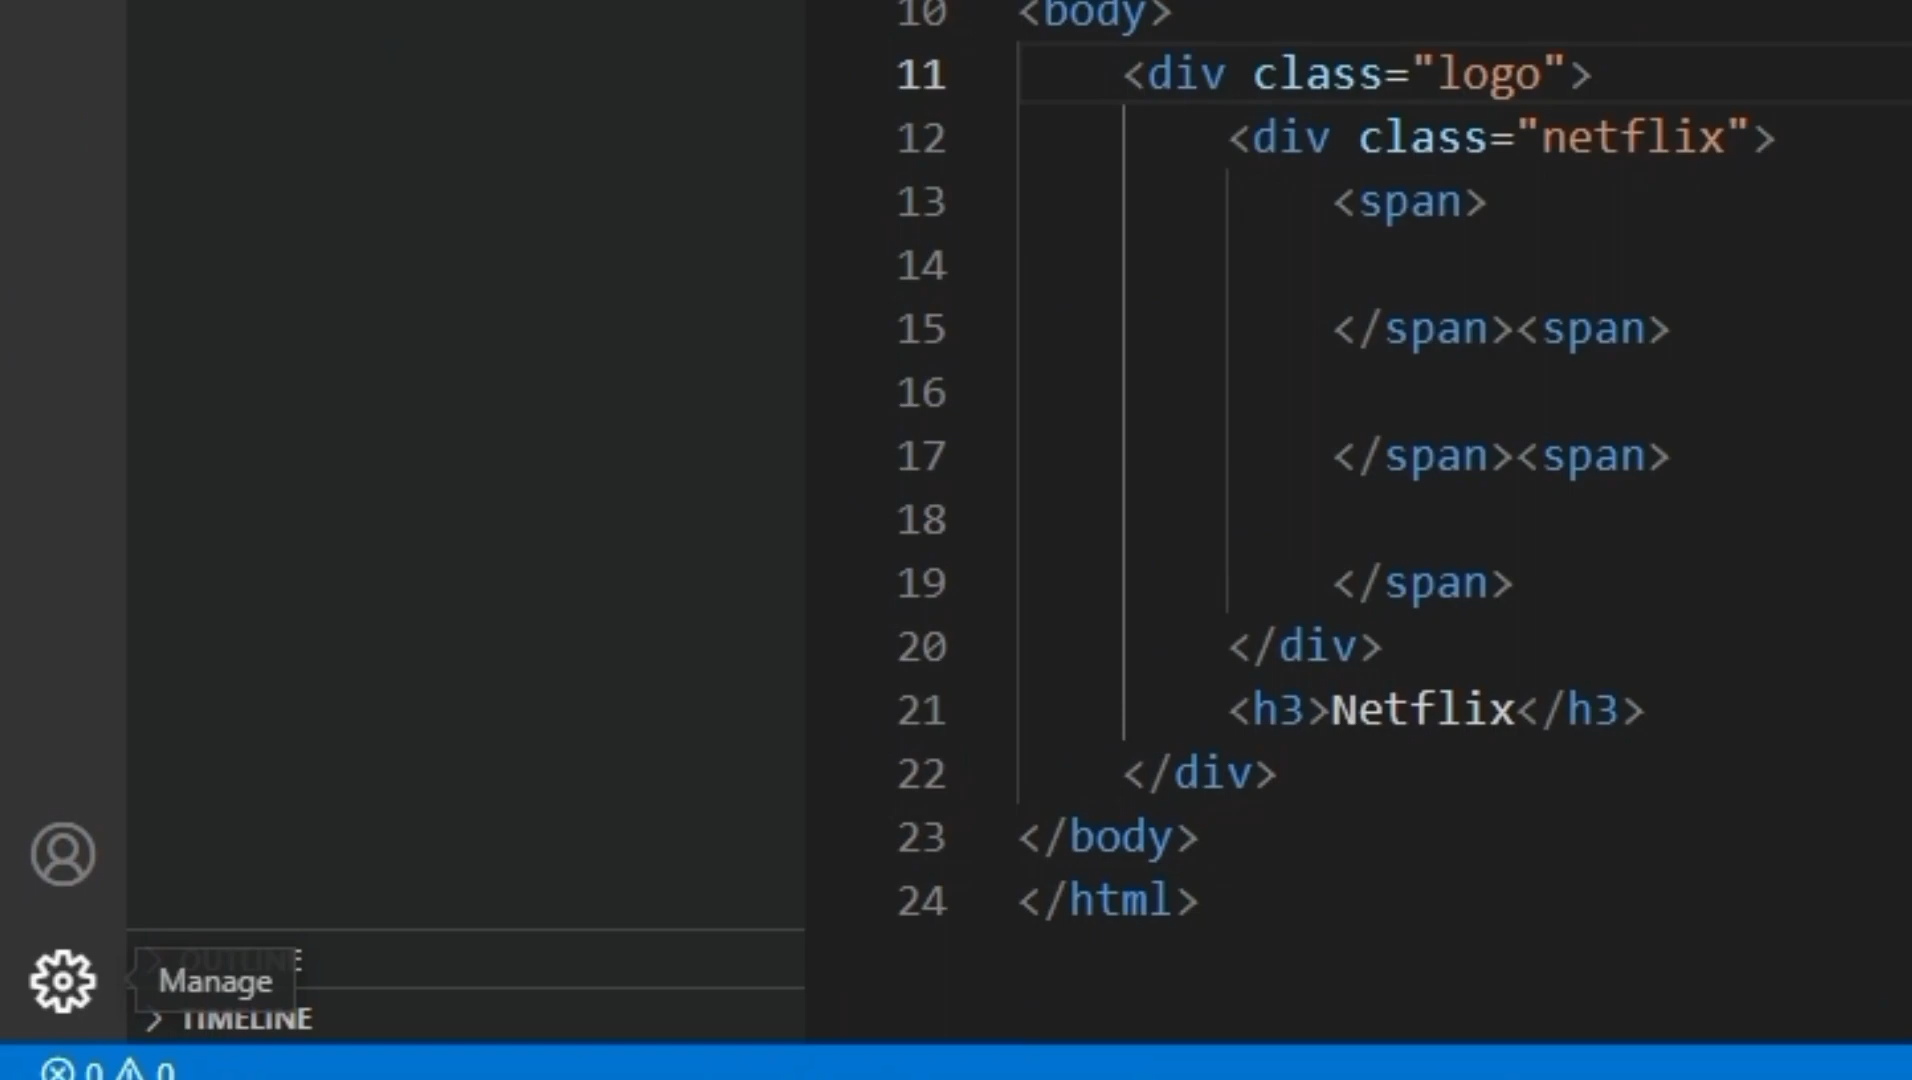 10 <body>
11 <div class="logo">
12 <div class="netflix">
13 <span>
14
15 </span><span>
16
17 </span><span>
18
19 </span>
20 </div>
21 <h3>Netflix</h3>
22 </div>
23 </body>
24 </html>
OUTLINE
Manage
TIMELINE
0 0